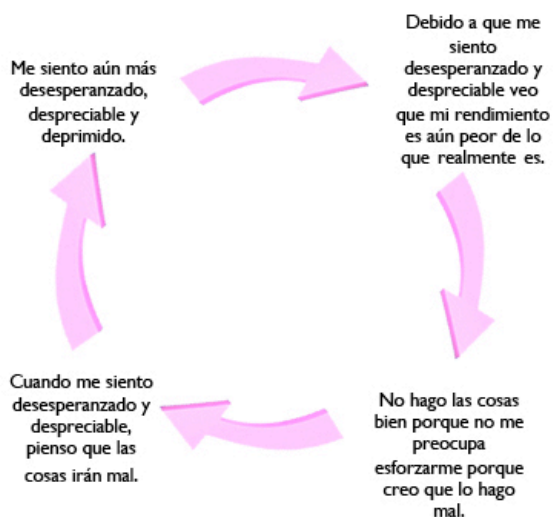 Me siento aún más
desesperanzado,
despreciable y
deprimido.
Debido a que me
siento
desesperanzado y
despreciable veo
que mi rendimiento
es aún peor de lo
que realmente es.
No hago las cosas
bien porque no me
preocupa
esforzarme porque
creo que lo hago
mal.
Cuando me siento
desesperanzado y
despreciable,
pienso que las
cosas irán mal.